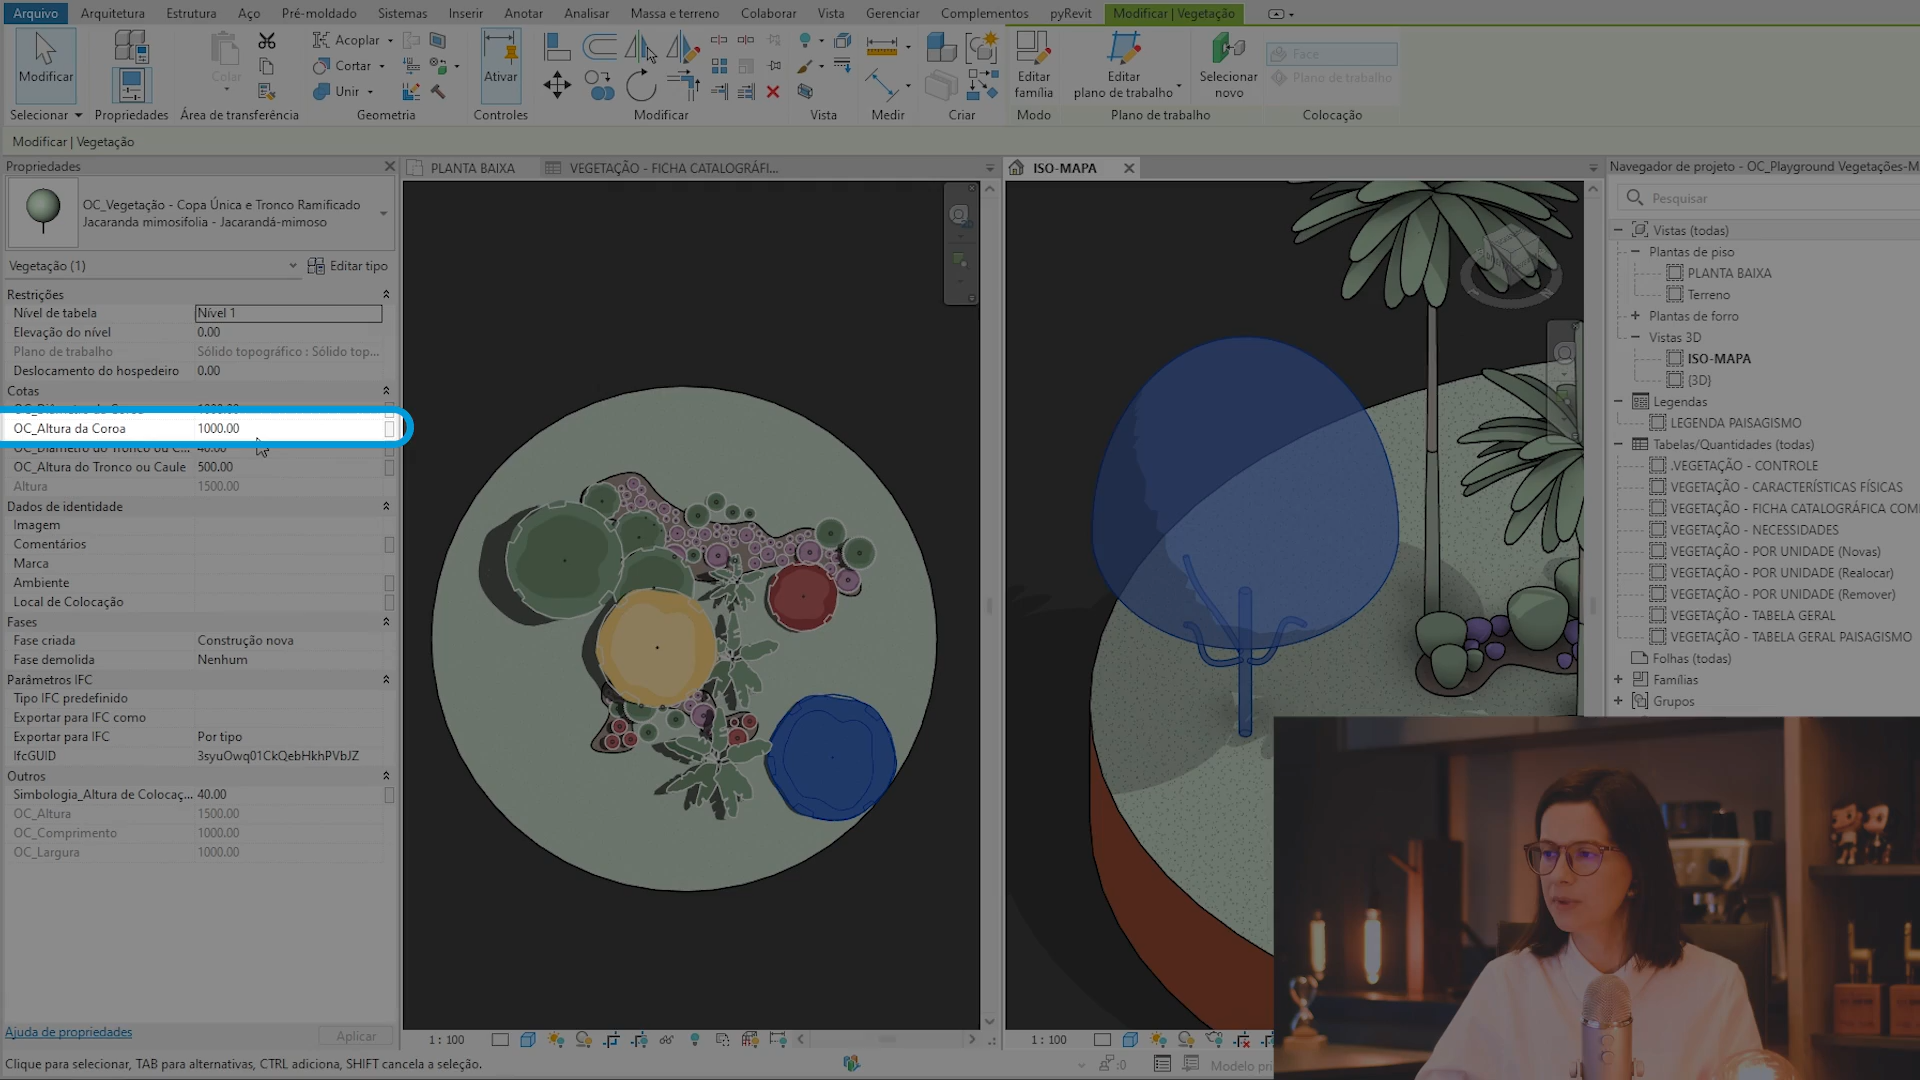 Arquivo Arquitetura Estrutura Aço Pré-moldado Sistemas Inserir Anotar Analisar Massa e terreno Colaborar Vista Gerenciar Complementos pyRevit Modificar | Vegetação
Modificar
Colar
Acoplar
Cortar
Unir
Ativar
Editar família
Editar plano de trabalho
Selecionar novo
Face
Plano de trabalho
Selecionar Propriedades Área de transferência Geometria Controles Modificar Vista Medir Criar Modo Plano de trabalho Colocação
Modificar | Vegetação
Propriedades
OC_Vegetação - Copa Única e Tronco Ramificado
Jacaranda mimosifolia - Jacarandá-mimoso
Vegetação (1) Editar tipo
Restrições
Nível de tabela Nível 1
Elevação do nível 0.00
Plano de trabalho Sólido topográfico : Sólido top...
Deslocamento do hospedeiro 0.00
Cotas
OC_Altura da Coroa 1000.00
OC_Altura do Tronco ou Caule 500.00
Altura 1500.00
Dados de identidade
Imagem
Comentários
Marca
Ambiente
Local de Colocação
Fases
Fase criada Construção nova
Fase demolida Nenhum
Parâmetros IFC
Tipo IFC predefinido
Exportar para IFC como
Exportar para IFC Por tipo
IfcGUID 3syuOwq01CkQebHkhPVbJZ
Outros
Simbologia_Altura de Colocaç... 40.00
OC_Altura 1500.00
OC_Comprimento 1000.00
OC_Largura 1000.00
Ajuda de propriedades Aplicar
PLANTA BAIXA VEGETAÇÃO - FICHA CATALOGRÁFI...
1 : 100
ISO-MAPA
1 : 100
Navegador de projeto - OC_Playground Vegetações-M
Pesquisar
Vistas (todas)
Plantas de piso
PLANTA BAIXA
Terreno
Plantas de forro
Vistas 3D
ISO-MAPA
{3D}
Legendas
LEGENDA PAISAGISMO
Tabelas/Quantidades (todas)
.VEGETAÇÃO - CONTROLE
VEGETAÇÃO - CARACTERÍSTICAS FÍSICAS
VEGETAÇÃO - FICHA CATALOGRÁFICA COM
VEGETAÇÃO - NECESSIDADES
VEGETAÇÃO - POR UNIDADE (Novas)
VEGETAÇÃO - POR UNIDADE (Realocar)
VEGETAÇÃO - POR UNIDADE (Remover)
VEGETAÇÃO - TABELA GERAL
VEGETAÇÃO - TABELA GERAL PAISAGISMO
Folhas (todas)
Famílias
Grupos
Clique para selecionar, TAB para alternativas, CTRL adiciona, SHIFT cancela a seleção.
:0
Modelo pri